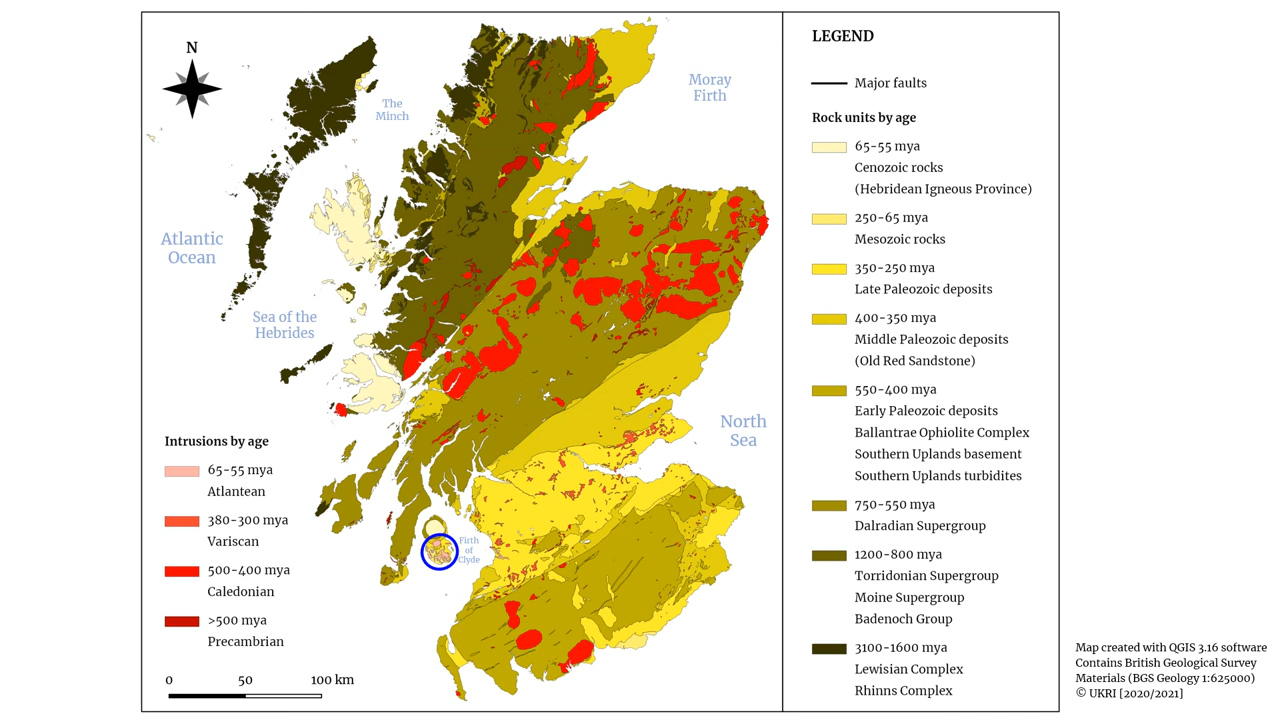 N
The
Minch
Moray
Firth
Atlantic
Ocean
Sea of the
Hebrides
North
Sea
Firth
of
Clyde
Intrusions by age
65-55 mya
Atlantean
380-300 mya
Variscan
500-400 mya
Caledonian
>500 mya
Precambrian
0 50 100 km
LEGEND
Major faults
Rock units by age
65-55 mya
Cenozoic rocks
(Hebridean Igneous Province)
250-65 mya
Mesozoic rocks
350-250 mya
Late Paleozoic deposits
400-350 mya
Middle Paleozoic deposits
(Old Red Sandstone)
550-400 mya
Early Paleozoic deposits
Ballantrae Ophiolite Complex
Southern Uplands basement
Southern Uplands turbidites
750-550 mya
Dalradian Supergroup
1200-800 mya
Torridonian Supergroup
Moine Supergroup
Badenoch Group
3100-1600 mya
Lewisian Complex
Rhinns Complex
Map created with QGIS 3.16 software
Contains British Geological Survey
Materials (BGS Geology 1:625000)
© UKRI [2020/2021]